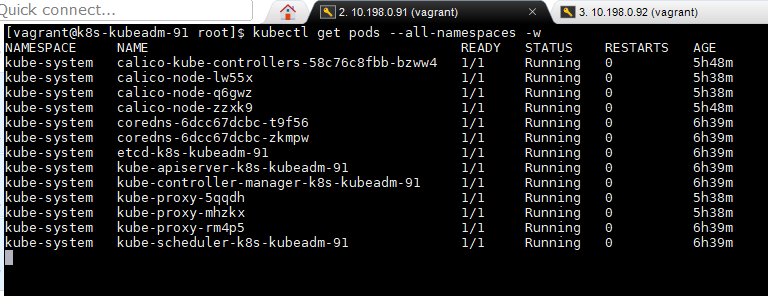 Quick connect...
2. 10.198.0.91 (vagrant)
3. 10.198.0.92 (vagrant)
[vagrant@k8s-kubeadm-91 root]$ kubectl get pods --all-namespaces -w
NAMESPACE NAME READY STATUS RESTARTS AGE
kube-system calico-kube-controllers-58c76c8fbb-bzww4 1/1 Running 0 5h48m
kube-system calico-node-lw55x 1/1 Running 0 5h38m
kube-system calico-node-q6gwz 1/1 Running 0 5h38m
kube-system calico-node-zzxk9 1/1 Running 0 5h48m
kube-system coredns-6dcc67dcbc-t9f56 1/1 Running 0 6h39m
kube-system coredns-6dcc67dcbc-zkmpw 1/1 Running 0 6h39m
kube-system etcd-k8s-kubeadm-91 1/1 Running 0 6h39m
kube-system kube-apiserver-k8s-kubeadm-91 1/1 Running 0 6h39m
kube-system kube-controller-manager-k8s-kubeadm-91 1/1 Running 0 6h39m
kube-system kube-proxy-5qqdh 1/1 Running 0 5h38m
kube-system kube-proxy-mhzkx 1/1 Running 0 5h38m
kube-system kube-proxy-rm4p5 1/1 Running 0 6h39m
kube-system kube-scheduler-k8s-kubeadm-91 1/1 Running 0 6h39m